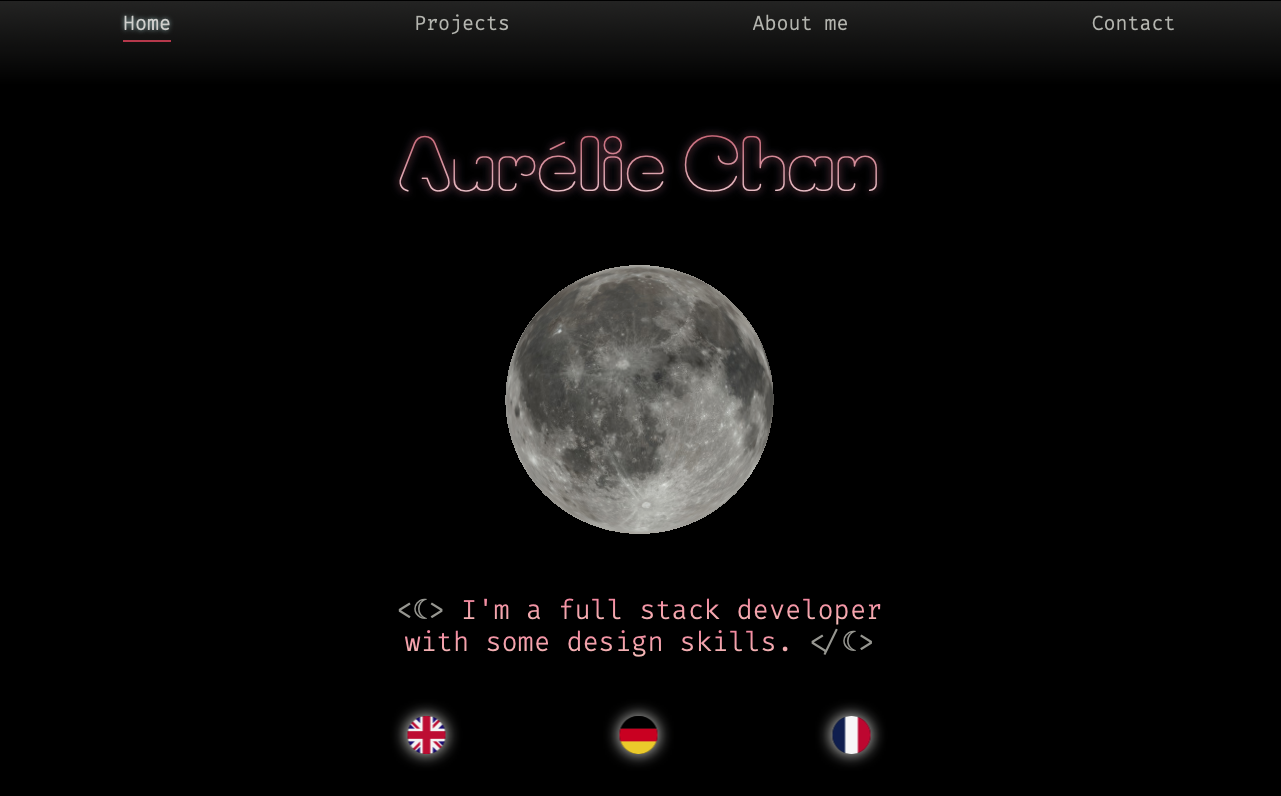 Home Projects About me Contact
Aurélie Chan
<☾> I'm a full stack developer
with some design skills. </☾>